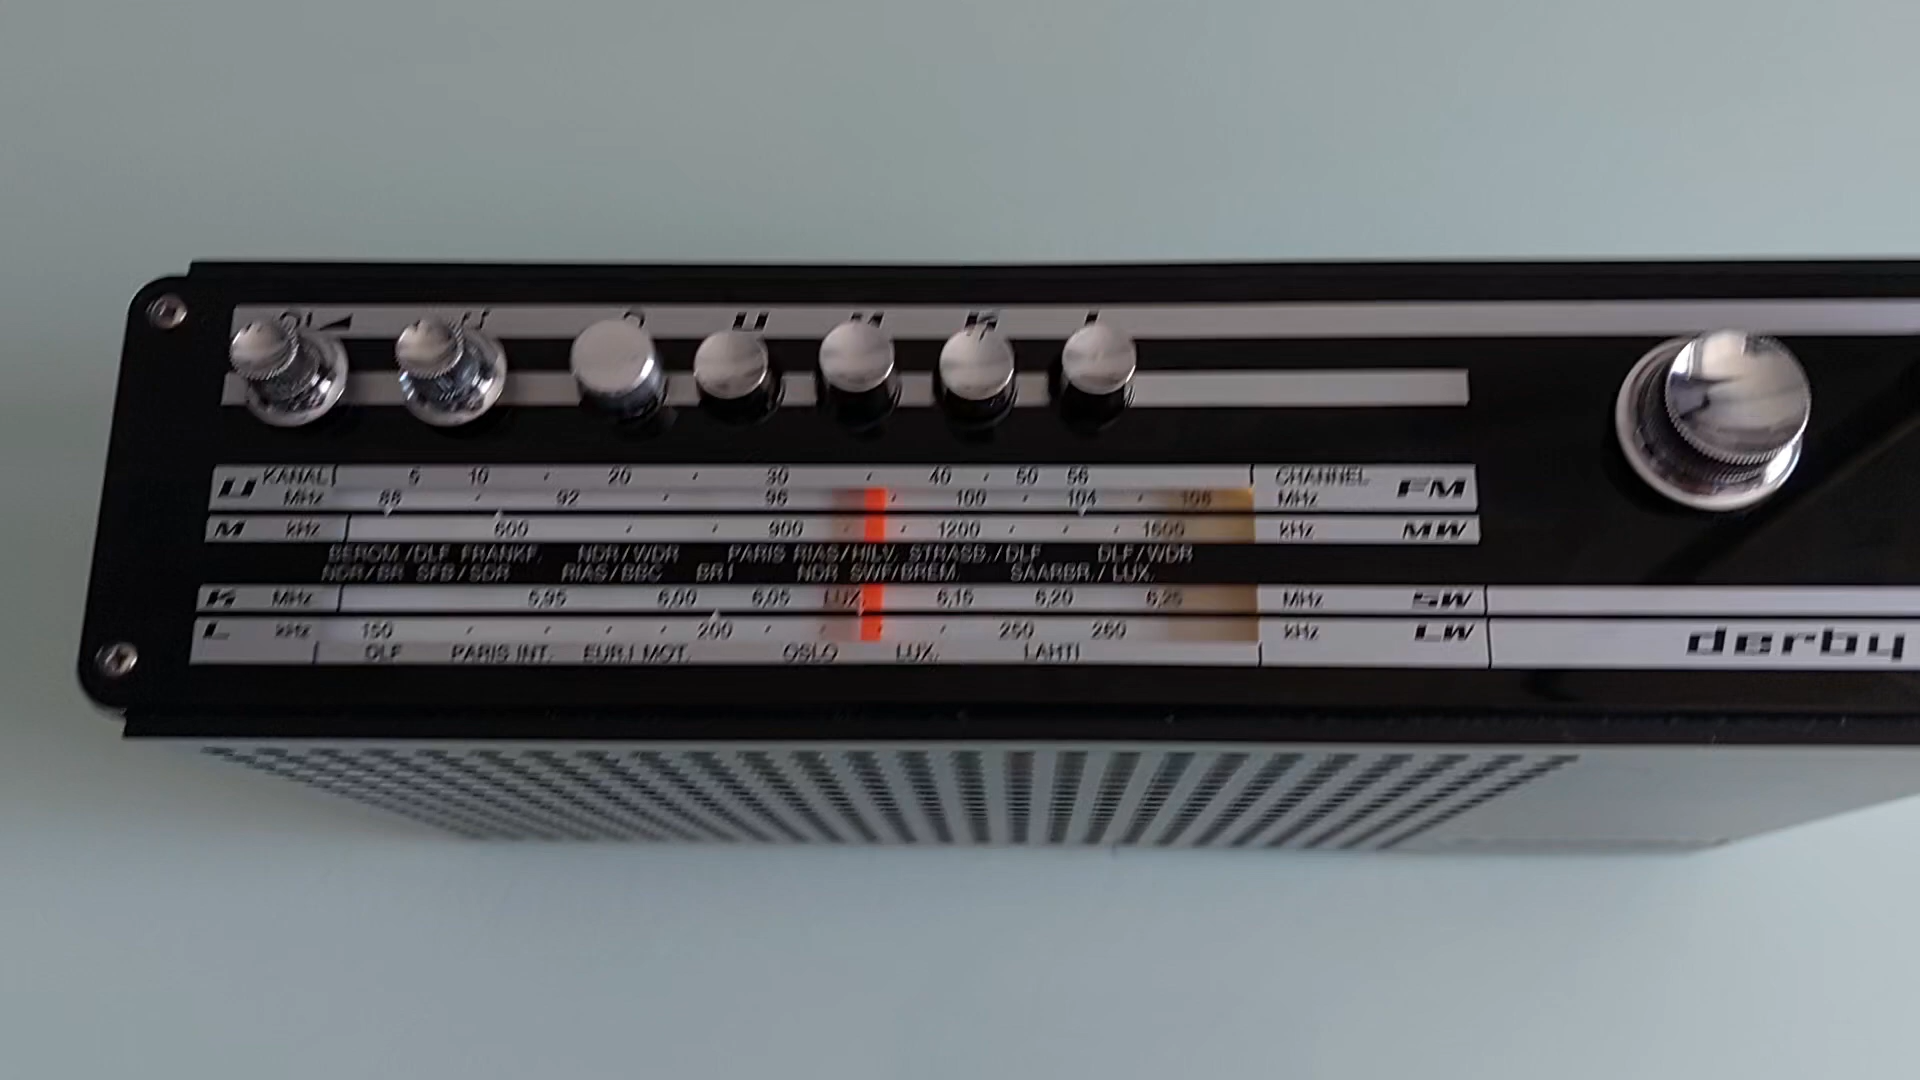 U M K L
U KANAL 5 10 20 30 40 50 56 CHANNEL FM
MHz 88 92 96 100 104 108 MHz
M kHz 600 900 1200 1600 kHz MW
BEROM/DLF FRANKF. NDR/WDR PARIS RIAS/HILV. STRASB./DLF DLF/WDR
NDR/BR SFB/SDR RIAS/BBC BR I NDR SWF/BREM. SAARBR./LUX.
K MHz 5,95 6,00 6,05 LUX. 6,15 6,20 6,25 MHz SW
L kHz 150 200 250 260 kHz LW
DLF PARIS INT. EUR.I MOT. OSLO LUX. LAHTI
derby